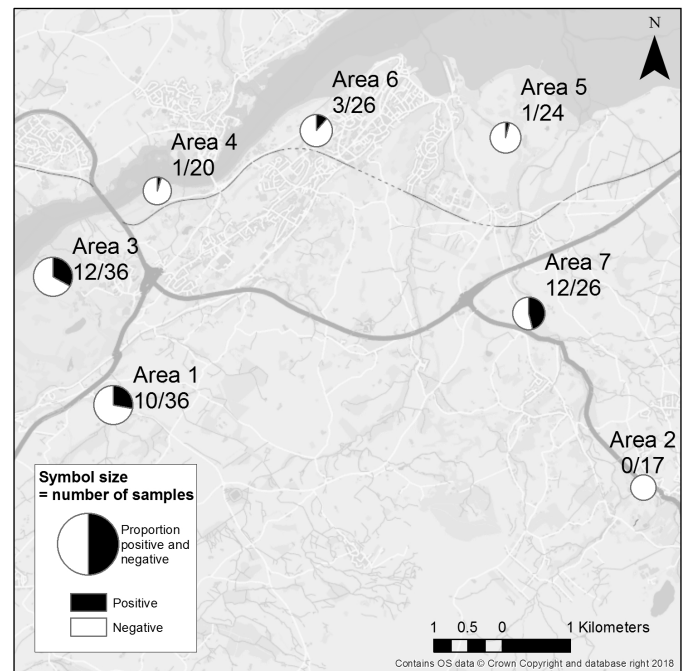 N
Area 6
3/26
Area 5
1/24
Area 4
1/20
Area 3
12/36
Area 7
12/26
Area 1
10/36
Area 2
0/17
Symbol size
= number of samples
Proportion
positive and
negative
Positive
Negative
1 0.5 0 1 Kilometers
Contains OS data © Crown Copyright and database right 2018